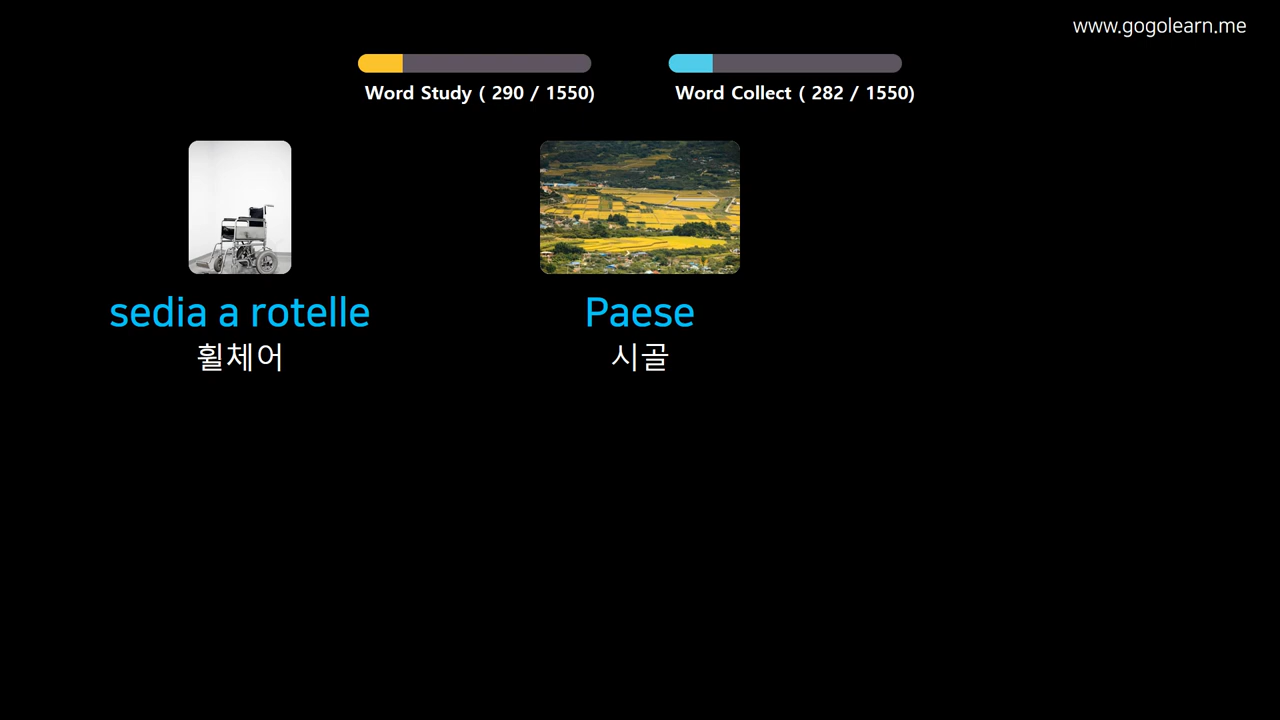 www.gogolearn.me
Word Study ( 290 / 1550)
Word Collect ( 282 / 1550)
sedia a rotelle
휠체어
Paese
시골